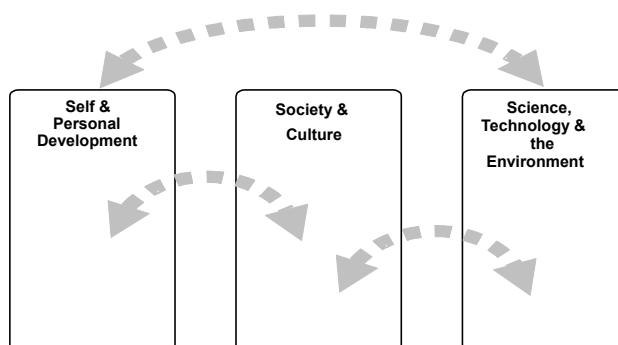 Self &
Personal
Development
Society &
Culture
Science,
Technology &
the
Environment